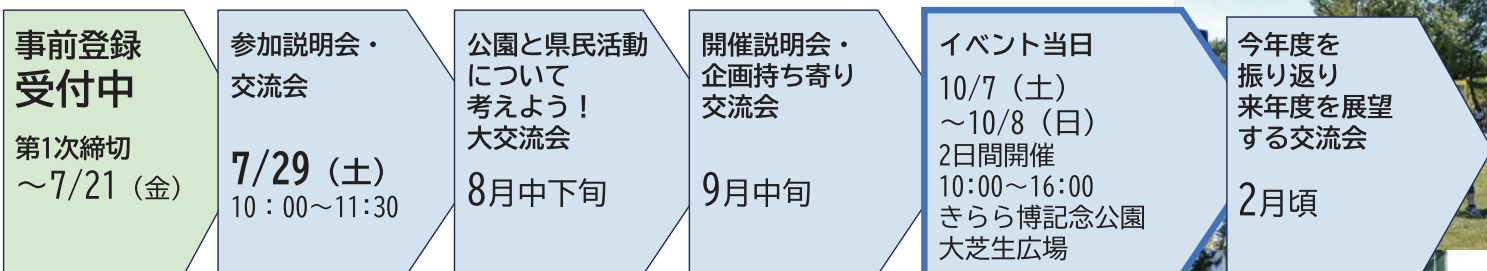 事前登録
受付中
第1次締切
～7/21（金）
参加説明会・
交流会
7/29（土）
10：00～11:30
公園と県民活動
について
考えよう！
大交流会
8月中下旬
開催説明会・
企画持ち寄り
交流会
9月中旬
イベント当日
10/7（土）
～10/8（日）
2日間開催
10:00～16:00
きらら博記念公園
大芝生広場
今年度を
振り返り
来年度を展望
する交流会
2月頃